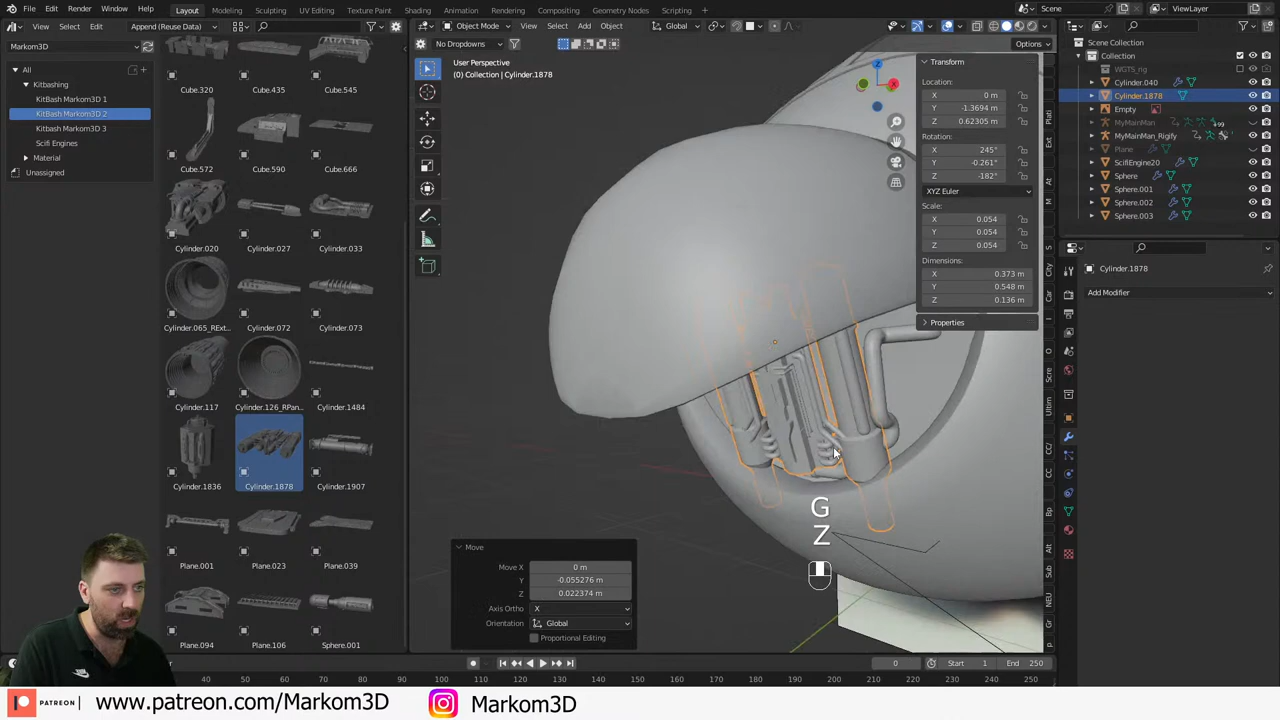 File Edit Render Window Help Layout Modeling Sculpting UV Editing Texture Paint Shading Animation Rendering Compositing Geometry Nodes Scripting Scene ViewLayer
View Select Edit Append (Reuse Data) Object Mode View Select Add Object Global
Markom3D No Dropdowns Options
All
Kitbashing
KitBash Markom3D 1
KitBash Markom3D 2
Kitbash Markom3D 3
Scifi Engines
Material
Unassigned
Cube.320 Cube.435 Cube.545
Cube.572 Cube.590 Cube.666
Cylinder.020 Cylinder.027 Cylinder.033
Cylinder.065_RExt... Cylinder.072 Cylinder.073
Cylinder.117 Cylinder.126_RPan... Cylinder.1484
Cylinder.1836 Cylinder.1878 Cylinder.1907
Plane.001 Plane.023 Plane.039
Plane.094 Plane.106 Sphere.001
User Perspective
(0) Collection | Cylinder.1878
Z
X
Transform
Location:
X 0 m
Y -1.3694 m
Z 0.62305 m
Rotation:
X 245°
Y -0.261°
Z -182°
XYZ Euler
Scale:
X 0.054
Y 0.054
Z 0.054
Dimensions:
X 0.373 m
Y 0.548 m
Z 0.136 m
Properties
G
Z
Move
Move X 0 m
Y -0.055276 m
Z 0.022374 m
Axis Ortho X
Orientation Global
Proportional Editing
Scene Collection
Collection
WGTS_rig
Cylinder.040
Cylinder.1878
Empty
MyMainMan
MyMainMan_Rigify
Plane
ScifiEngine20
Sphere
Sphere.001
Sphere.002
Sphere.003
Cylinder.1878
Add Modifier
0 Start 1 End 250
40 50 60 70 80 90 100 110 120 130 140 150 160 170 180 190 200 210 220 230 240 250
PATREON www.patreon.com/Markom3D Markom3D